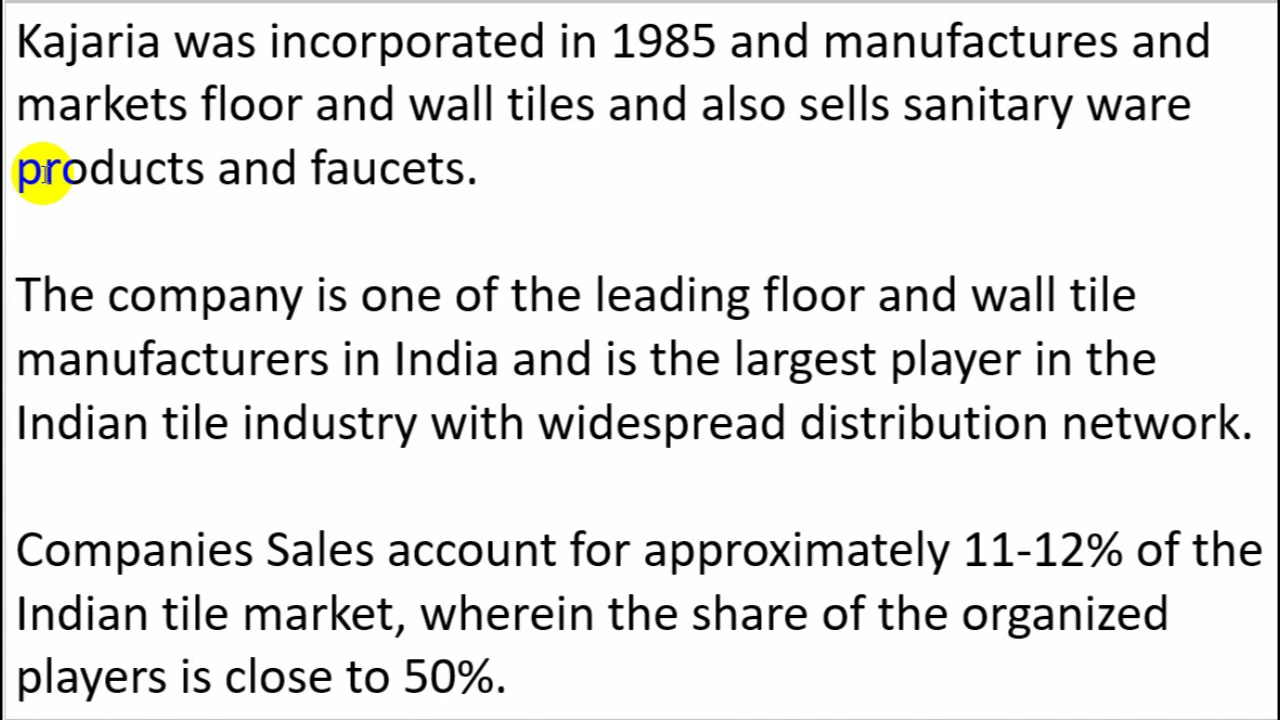 Kajaria was incorporated in 1985 and manufactures and
markets floor and wall tiles and also sells sanitary ware
products and faucets.
The company is one of the leading floor and wall tile
manufacturers in India and is the largest player in the
Indian tile industry with widespread distribution network.
Companies Sales account for approximately 11-12% of the
Indian tile market, wherein the share of the organized
players is close to 50%.